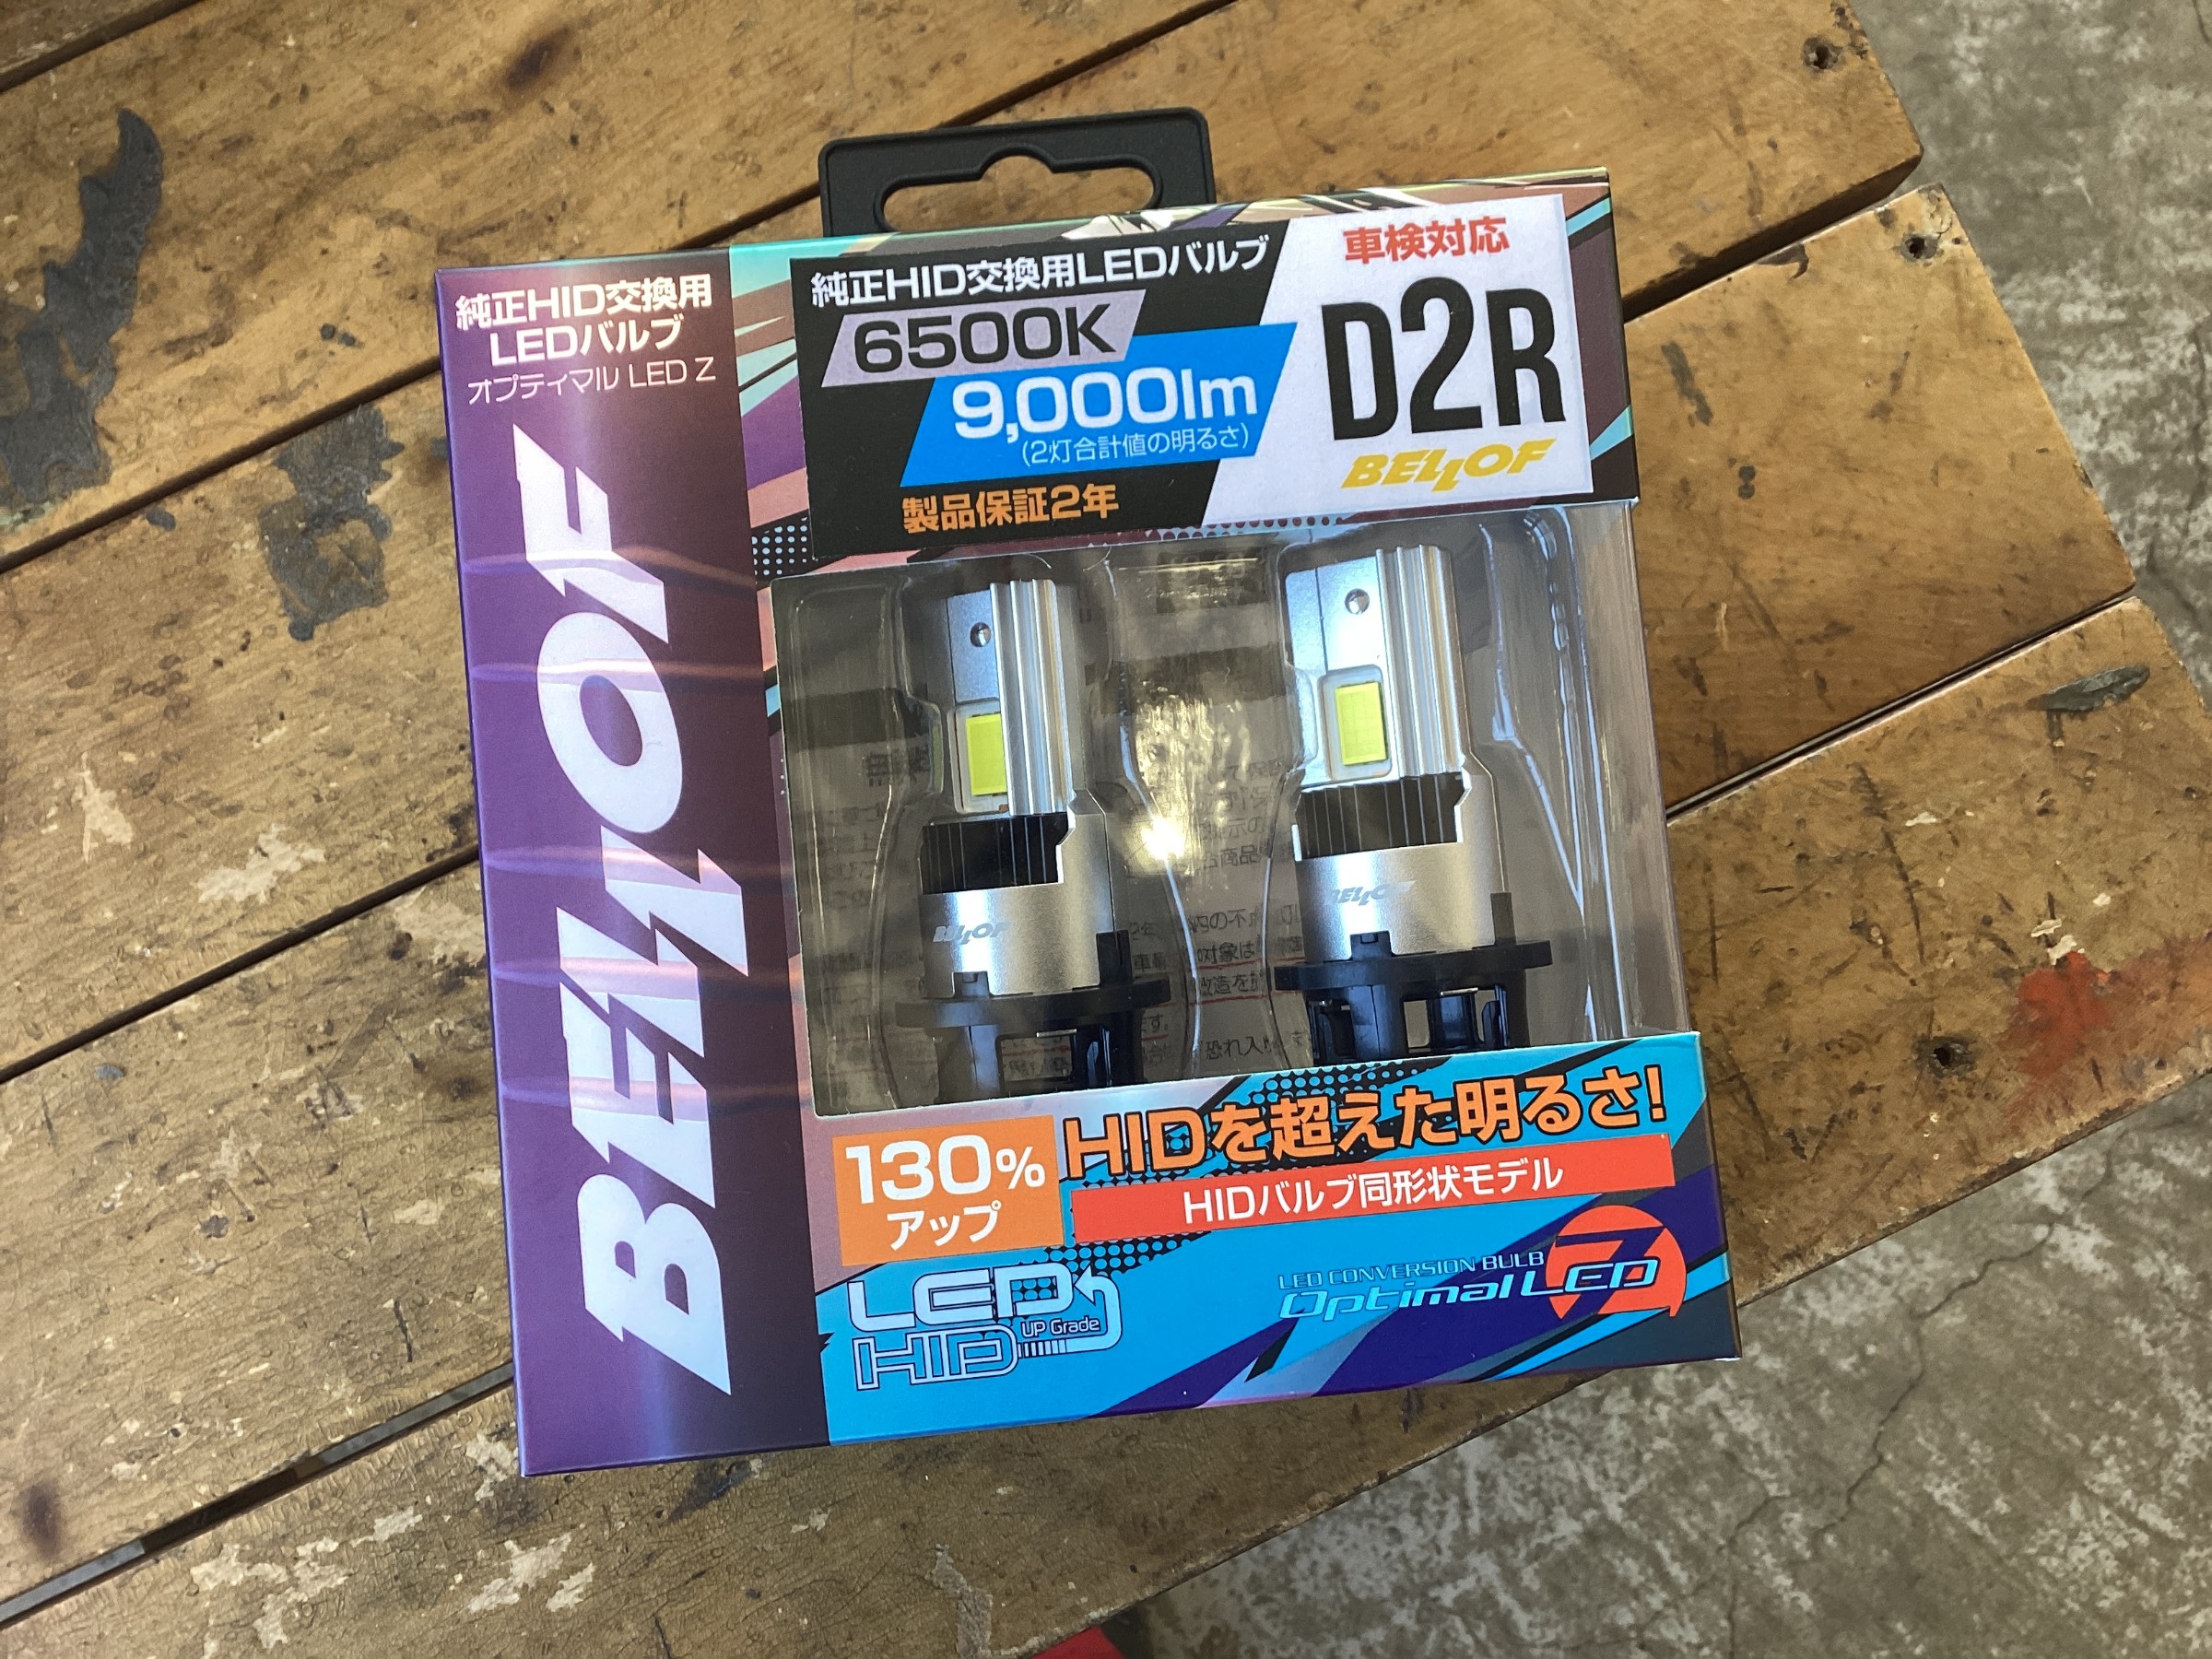 純正HID交換用
LEDバルブ
オプティマル LED Z
BELLOF
純正HID交換用LEDバルブ
6500K
9,000lm
(2灯合計値の明るさ)
製品保証2年
車検対応
D2R
BELLOF
BELLOF
BELLOF
130%
アップ
HIDを超えた明るさ!
HIDバルブ同形状モデル
LED
HID UP Grade
LED CONVERSION BULB
Optimal LED Z